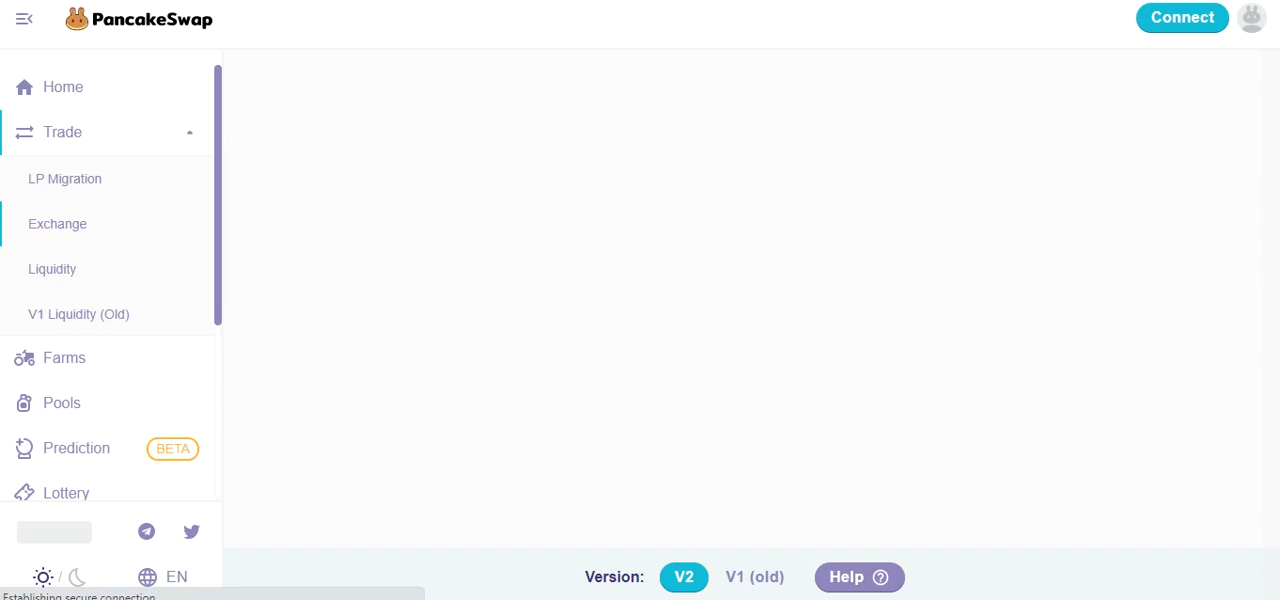 PancakeSwap
Connect
Home
Trade
LP Migration
Exchange
Liquidity
V1 Liquidity (Old)
Farms
Pools
Prediction BETA
Lottery
/ EN
Version: V2 V1 (old) Help ?
Establishing secure connection